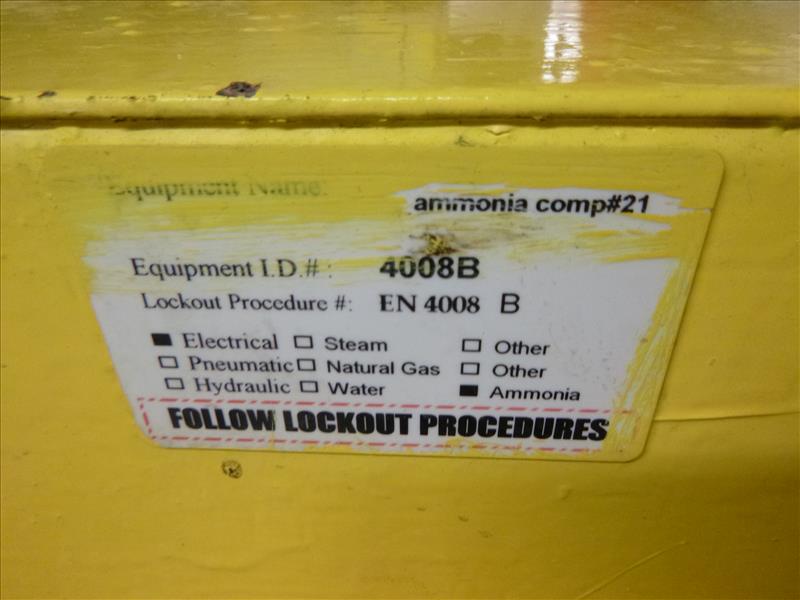 Equipment Name: ammonia comp#21
Equipment I.D.# : 4008B
Lockout Procedure #: EN 4008 B
Electrical Steam Other
Pneumatic Natural Gas Other
Hydraulic Water Ammonia
FOLLOW LOCKOUT PROCEDURES